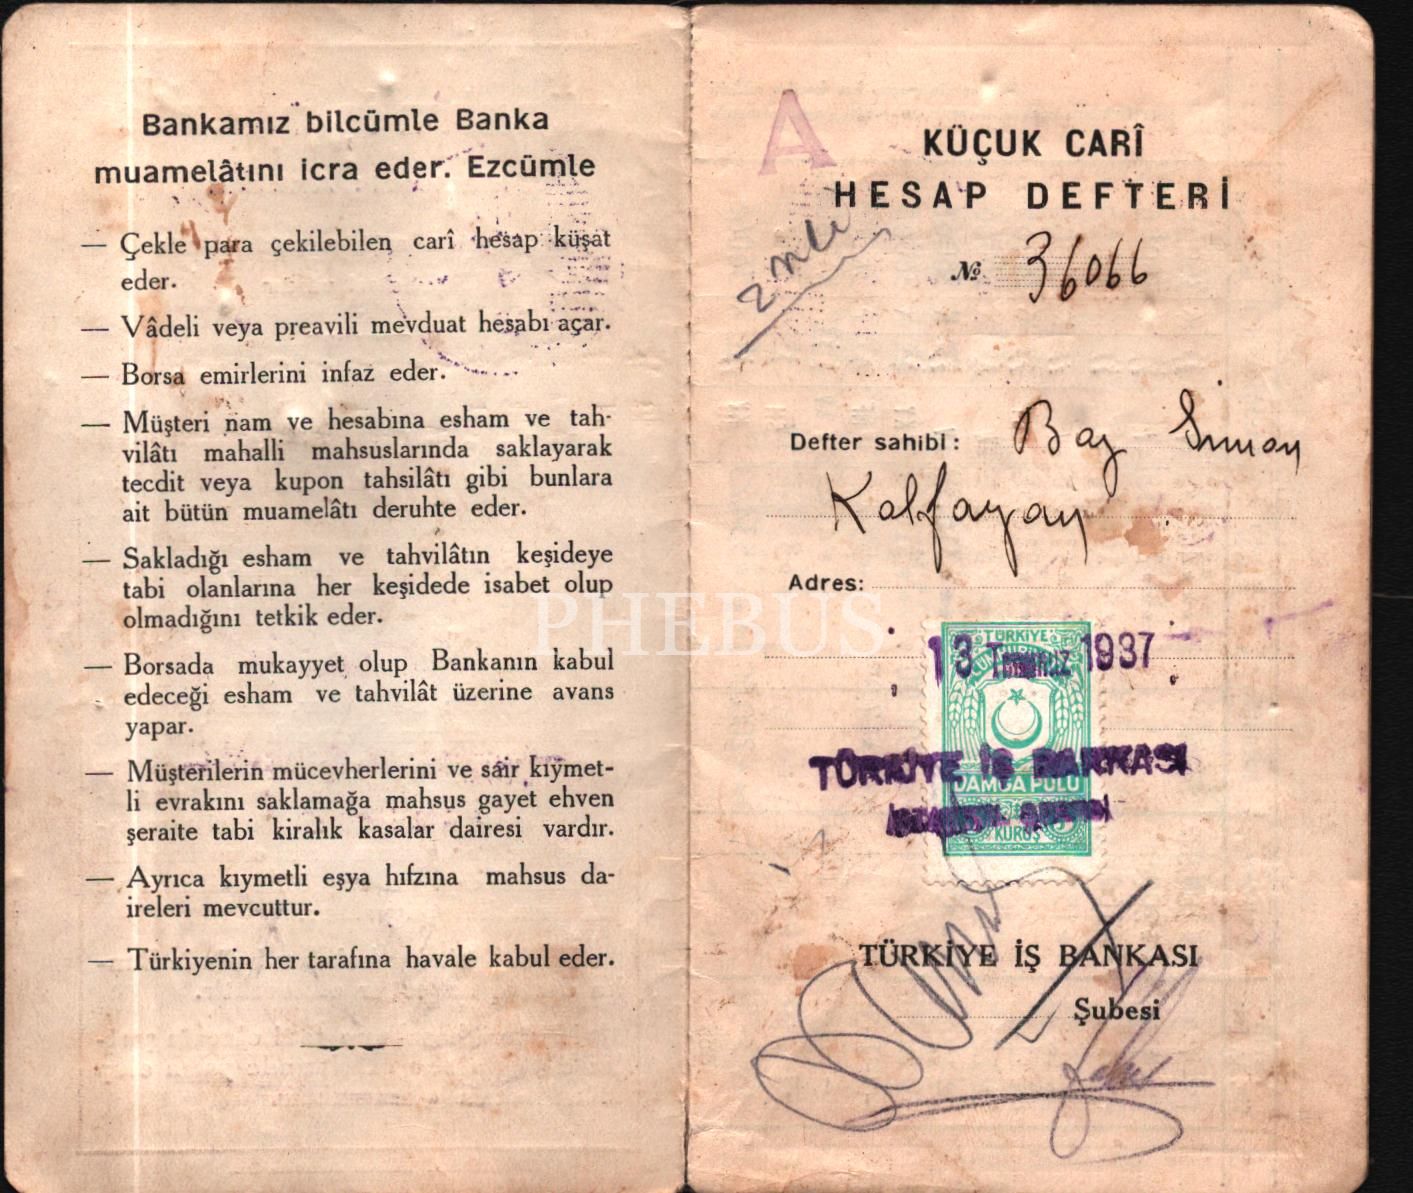 Bankamız bilcümle Banka
muamelâtını icra eder. Ezcümle
— Çekle para çekilebilen carî hesap küşat
eder.
— Vâdeli veya preavili mevduat hesabı açar.
— Borsa emirlerini infaz eder.
— Müşteri nam ve hesabına esham ve tah-
vilâtı mahalli mahsuslarında saklayarak
tecdit veya kupon tahsilâtı gibi bunlara
ait bütün muamelâtı deruhte eder.
— Sakladığı esham ve tahvilâtın keşideye
tabi olanlarına her keşidede isabet olup
olmadığını tetkik eder.
— Borsada mukayyet olup Bankanın kabul
edeceği esham ve tahvilât üzerine avans
yapar.
— Müşterilerin mücevherlerini ve sair kıymet-
li evrakını saklamağa mahsus gayet ehven
şeraite tabi kiralık kasalar dairesi vardır.
— Ayrıca kıymetli eşya hıfzına mahsus da-
ireleri mevcuttur.
— Türkiyenin her tarafına havale kabul eder.
A
KÜÇUK CARÎ
HESAP DEFTERİ
№ 36066
Defter sahibi: Bay Simon
Kalfayan
Adres:
PHEBUS
TÜRKİYE
13 Temmuz 1937
TÜRKİYE İŞ BANKASI
DAMGA PULU
KURUŞ
TÜRKİYE İŞ BANKASI
Şubesi